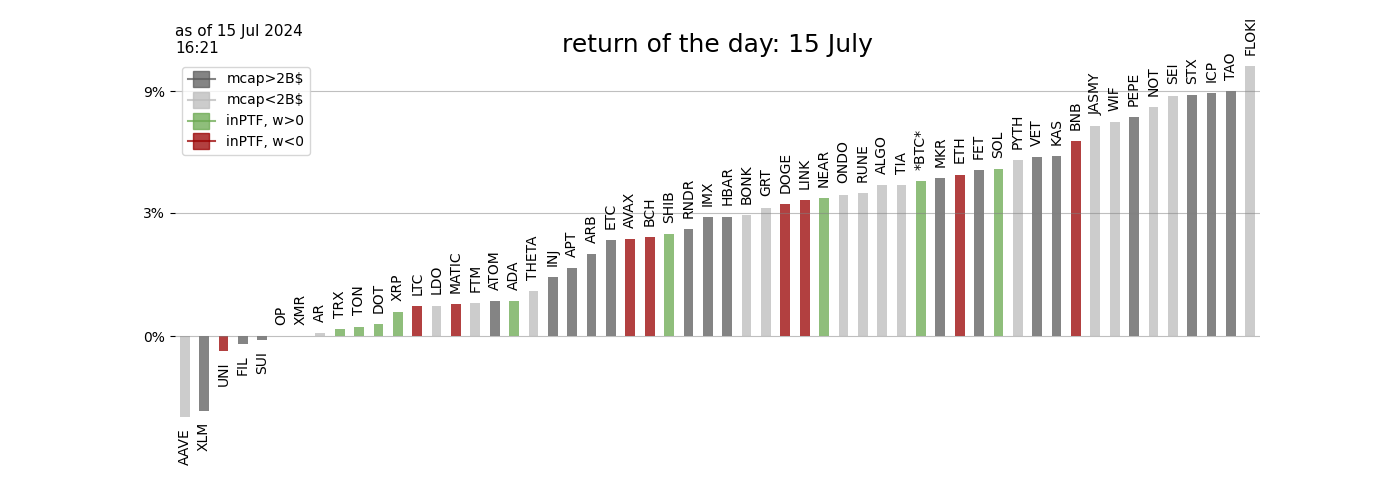 as of 15 Jul 2024
16:21
return of the day: 15 July
mcap>2B$
mcap<2B$
inPTF, w>0
inPTF, w<0
9%
3%
0%
AAVE
XLM
UNI
FIL
SUI
OP
XMR
AR
TRX
TON
DOT
XRP
LTC
LDO
MATIC
FTM
ATOM
ADA
THETA
INJ
APT
ARB
ETC
AVAX
BCH
SHIB
RNDR
IMX
HBAR
BONK
GRT
DOGE
LINK
NEAR
ONDO
RUNE
ALGO
TIA
*BTC*
MKR
ETH
FET
SOL
PYTH
VET
KAS
BNB
JASMY
WIF
PEPE
NOT
SEI
STX
ICP
TAO
FLOKI